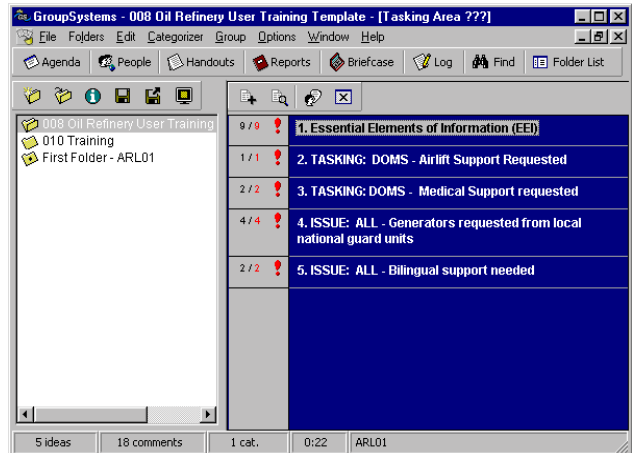 GroupSystems - 008 Oil Refinery User Training Template - [Tasking Area ???]
File Folders Edit Categorizer Group Options Window Help
Agenda People Handouts Reports Briefcase Log Find Folder List
008 Oil Refinery User Training
010 Training
First Folder - ARL01
9 / 9 1. Essential Elements of Information (EEI)
1 / 1 2. TASKING: DOMS - Airlift Support Requested
2 / 2 3. TASKING: DOMS - Medical Support requested
4 / 4 4. ISSUE: ALL - Generators requested from local
national guard units
2 / 2 5. ISSUE: ALL - Bilingual support needed
5 ideas 18 comments 1 cat. 0:22 ARL01